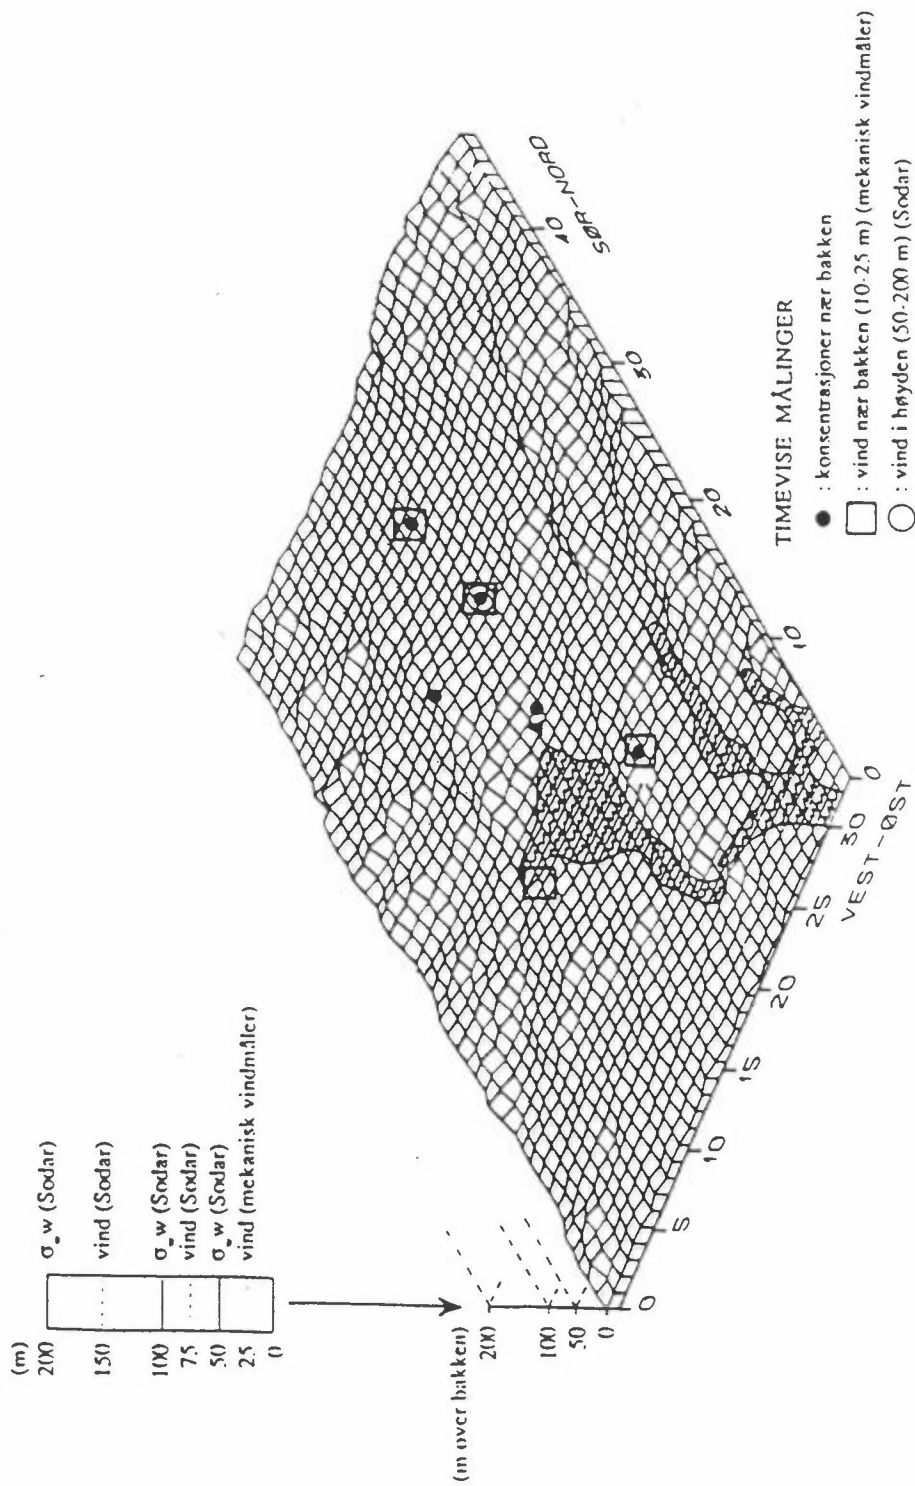 (m)
200
150
100
75
50
25
0
σ_w (Sodar)
vind (Sodar)
σ_w (Sodar)
vind (Sodar)
σ_w (Sodar)
vind (mekanisk vindmåler)
(m over bakken)
200
100
50
0
0
5
10
15
20
25
30
VEST-ØST
0
10
20
30
40
SØR-NORD
TIMEVISE MÅLINGER
● : konsentrasjoner nær bakken
□ : vind nær bakken (10-25 m) (mekanisk vindmåler)
○ : vind i høyden (50-200 m) (Sodar)